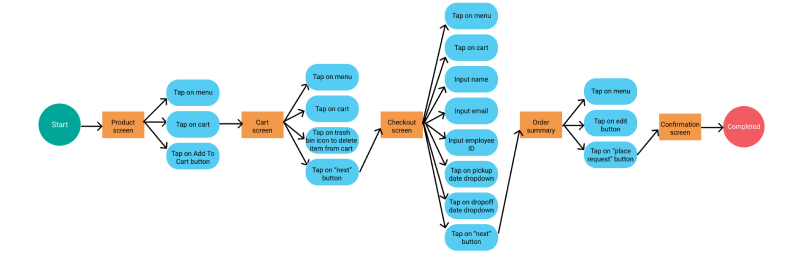 Start
Product
screen
Tap on menu
Tap on cart
Tap on Add To
Cart button
Cart
screen
Tap on menu
Tap on cart
Tap on trash
bin icon to delete
item from cart
Tap on "next"
button
Checkout
screen
Tap on menu
Tap on cart
Input name
Input email
Input employee
ID
Tap on pickup
date dropdown
Tap on dropoff
date dropdown
Tap on "next"
button
Order
summary
Tap on menu
Tap on edit
button
Tap on "place
request" button
Confirmation
screen
Completed